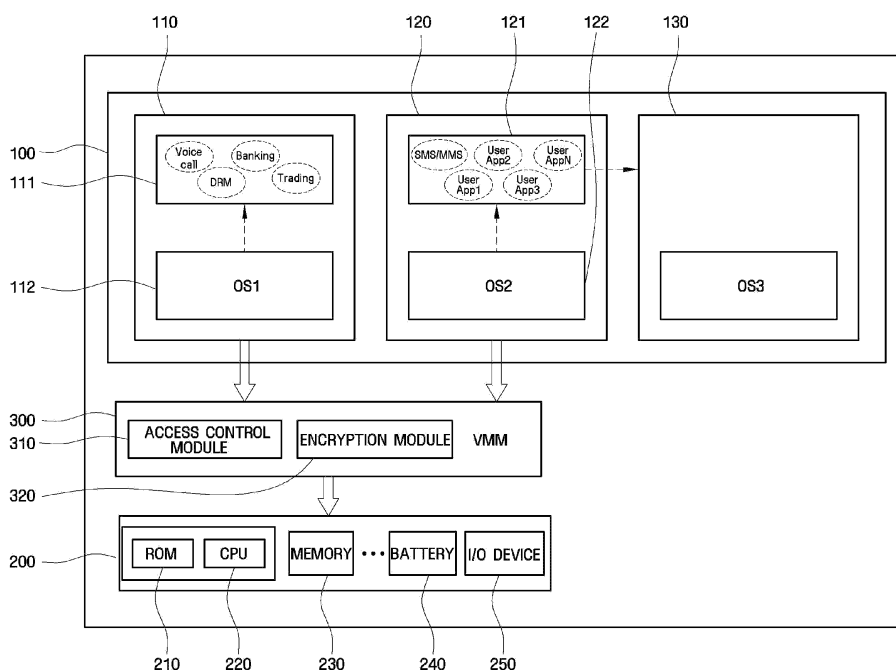 110
120
121
122
130
100
Voice call
Banking
DRM
Trading
111
SMS/MMS
User App2
User AppN
User App1
User App3
112
OS1
OS2
OS3
300
310
ACCESS CONTROL MODULE
ENCRYPTION MODULE
VMM
320
200
ROM
CPU
MEMORY
•••
BATTERY
I/O DEVICE
210
220
230
240
250